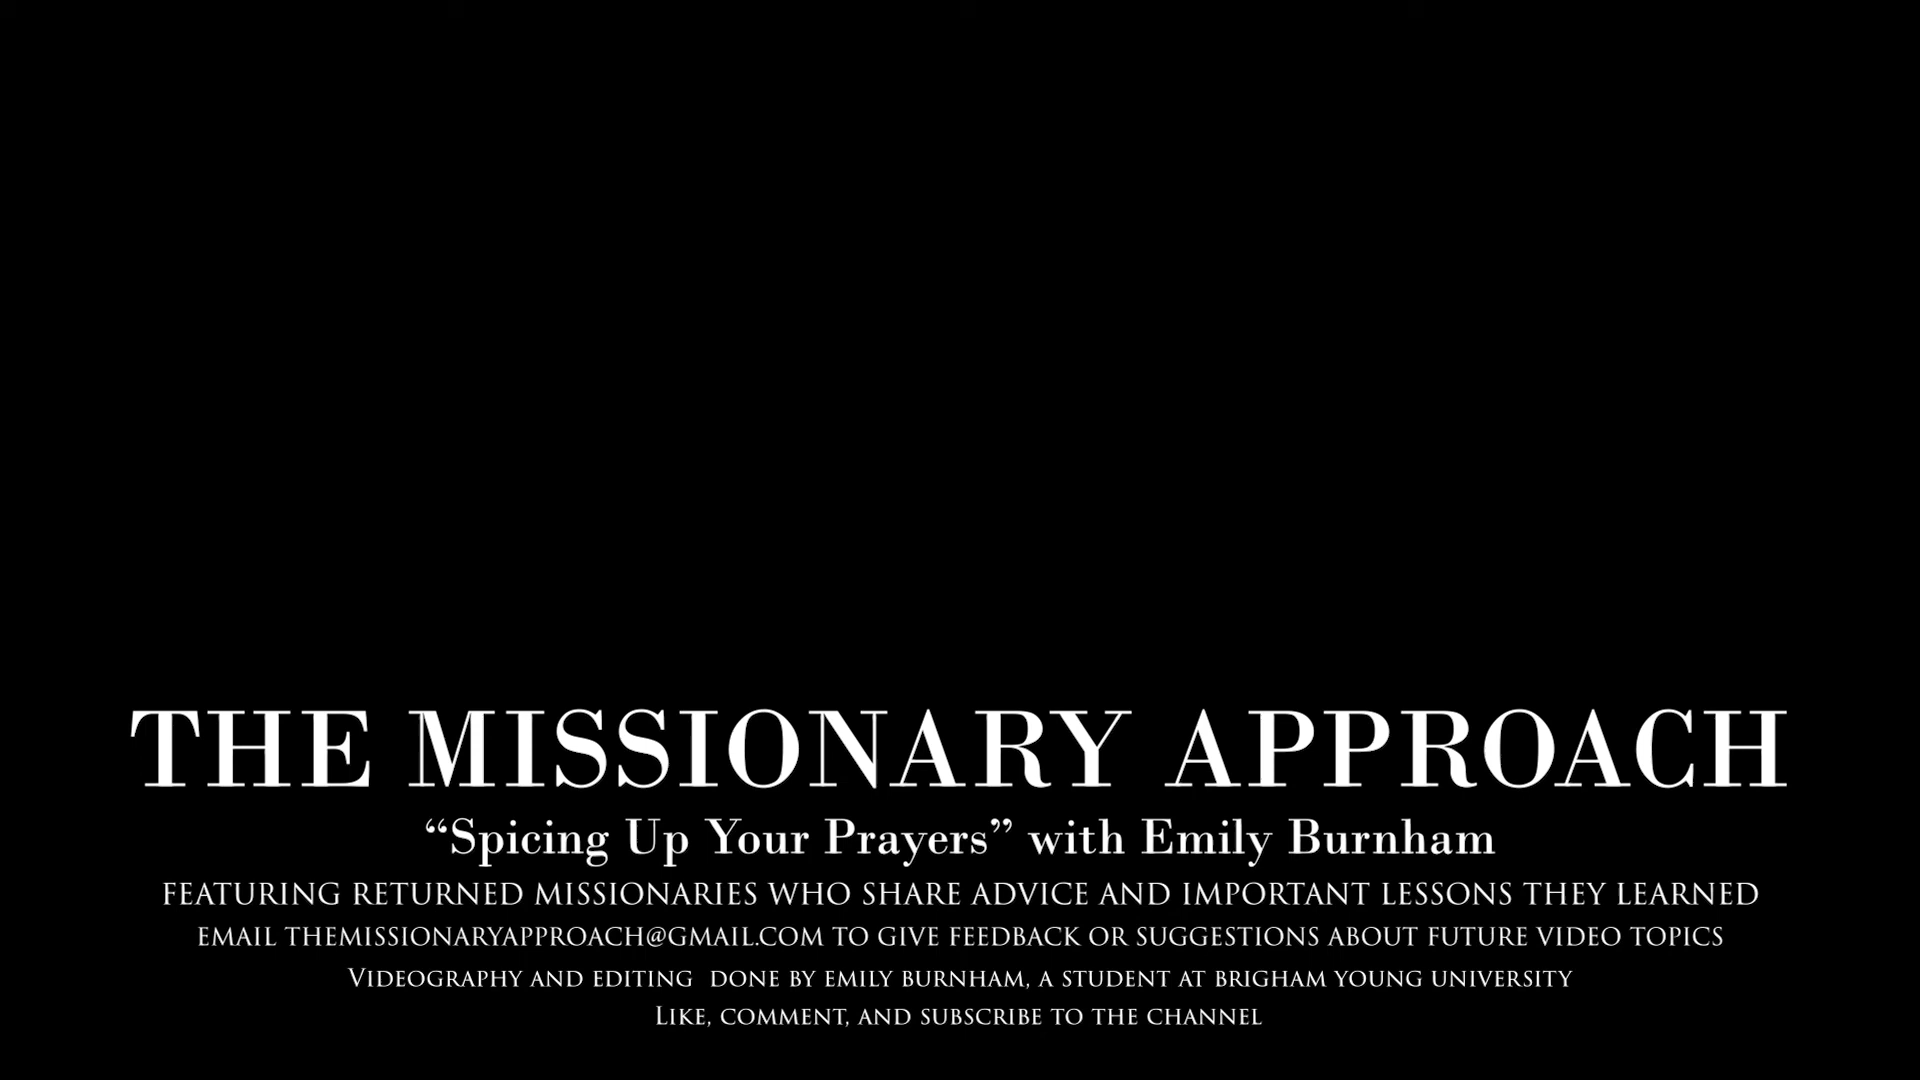 THE MISSIONARY APPROACH
“Spicing Up Your Prayers” with Emily Burnham
FEATURING RETURNED MISSIONARIES WHO SHARE ADVICE AND IMPORTANT LESSONS THEY LEARNED
EMAIL THEMISSIONARYAPPROACH@GMAIL.COM TO GIVE FEEDBACK OR SUGGESTIONS ABOUT FUTURE VIDEO TOPICS
VIDEOGRAPHY AND EDITING DONE BY EMILY BURNHAM, A STUDENT AT BRIGHAM YOUNG UNIVERSITY
LIKE, COMMENT, AND SUBSCRIBE TO THE CHANNEL